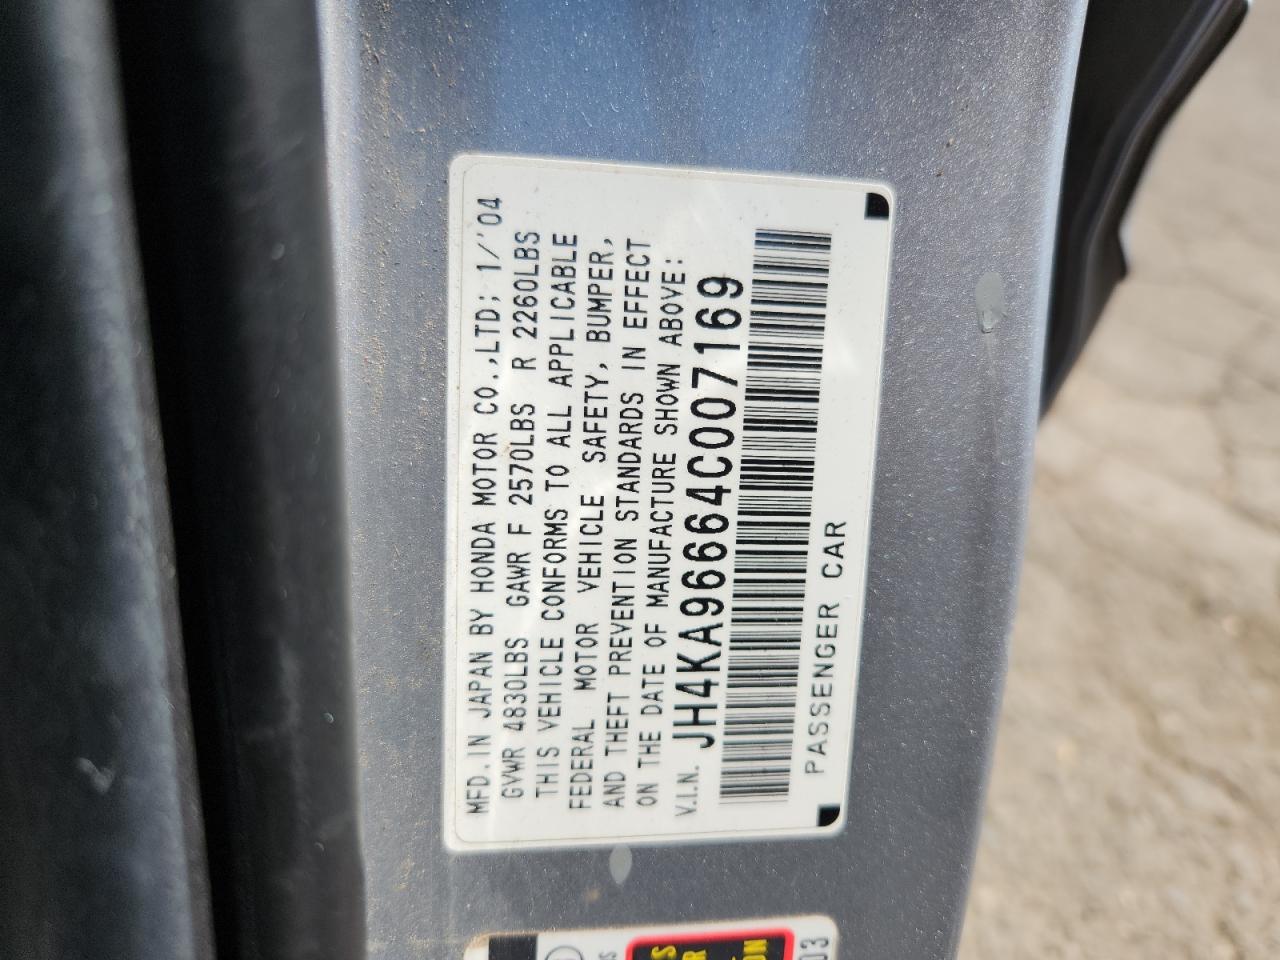 MFD.IN JAPAN BY HONDA MOTOR CO.,LTD; 1/'04
GVWR 4830LBS GAWR F 2570LBS R 2260LBS
THIS VEHICLE CONFORMS TO ALL APPLICABLE
FEDERAL MOTOR VEHICLE SAFETY, BUMPER,
AND THEFT PREVENTION STANDARDS IN EFFECT
ON THE DATE OF MANUFACTURE SHOWN ABOVE:
V.I.N. JH4KA96664C007169
PASSENGER CAR
03